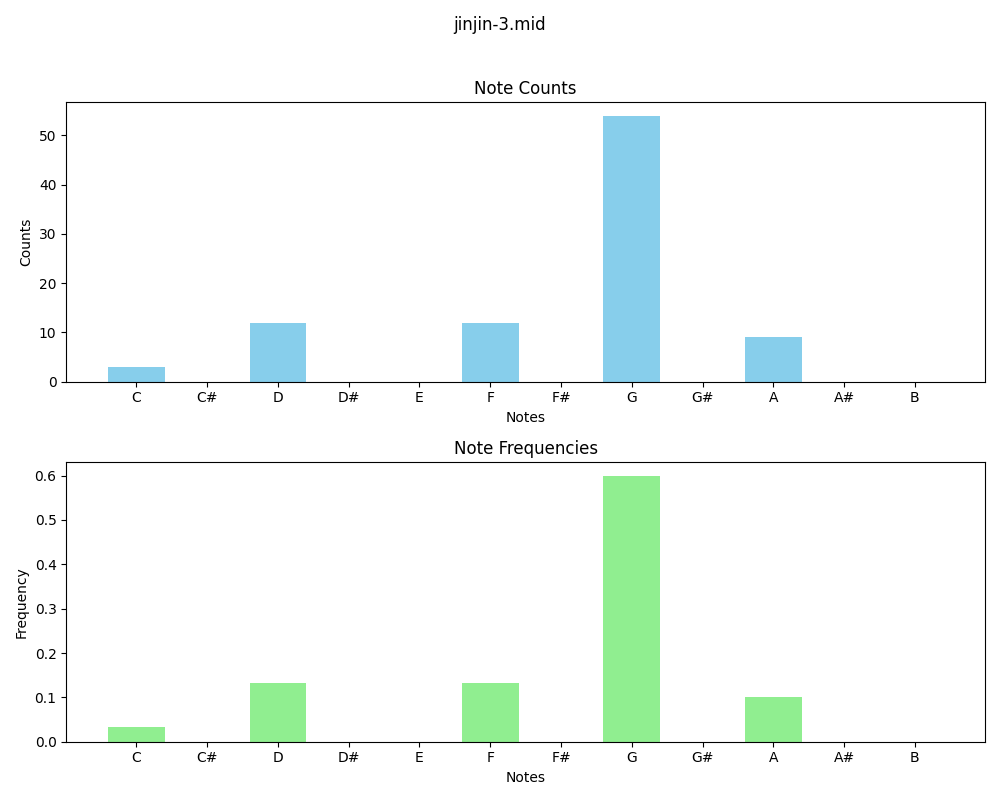 jinjin-3.mid
Note Counts
Counts
50
40
30
20
10
0
C C# D D# E F F# G G# A A# B
Notes
Note Frequencies
Frequency
0.6
0.5
0.4
0.3
0.2
0.1
0.0
C C# D D# E F F# G G# A A# B
Notes